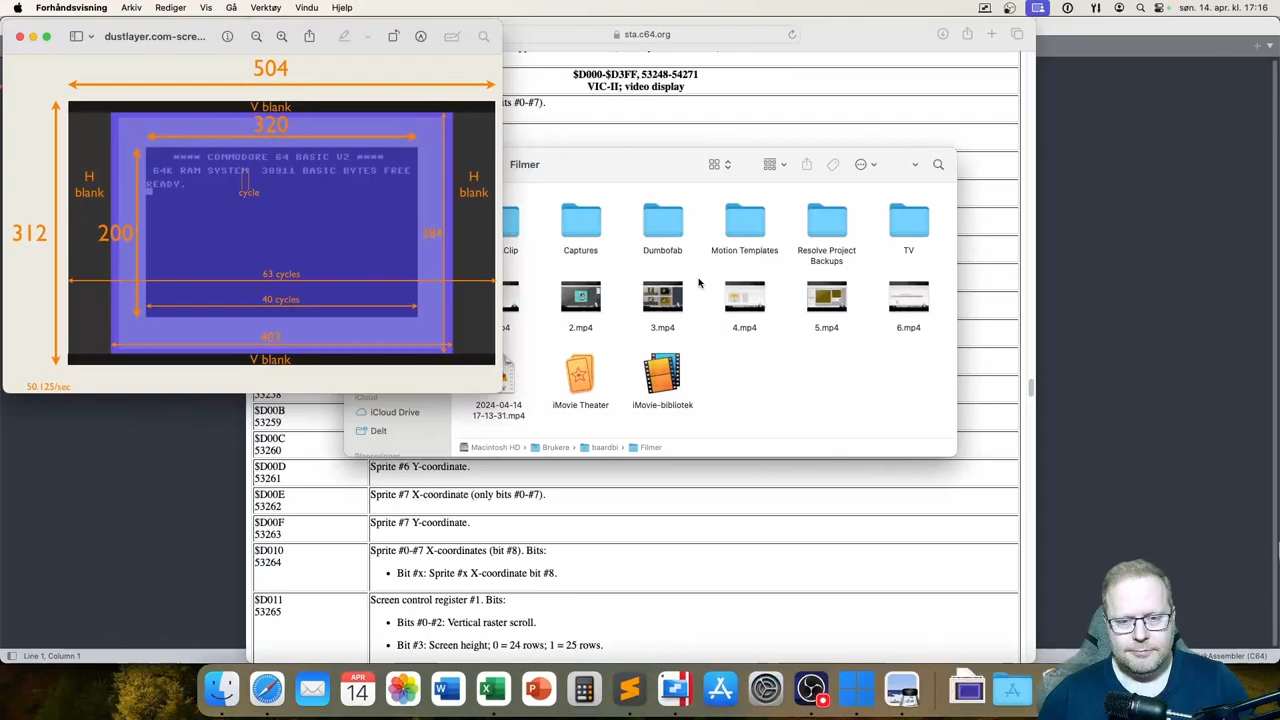 Forhåndsvisning Arkiv Rediger Vis Gå Verktøy Vindu Hjelp
søn. 14. apr. kl. 17:16
dustlayer.com-scre...
sta.c64.org
504
V blank
320
**** COMMODORE 64 BASIC V2 ****
64K RAM SYSTEM 38911 BASIC BYTES FREE
READY.
cycle
H
blank
H
blank
312
200
284
63 cycles
40 cycles
403
V blank
50.125/sec
$D000-$D3FF, 53248-54271
VIC-II; video display
its #0-#7).
Filmer
Clip
Captures
Dumbofab
Motion Templates
Resolve Project
Backups
TV
p4
2.mp4
3.mp4
4.mp4
5.mp4
6.mp4
2024-04-14
17-13-31.mp4
iMovie Theater
iMovie-bibliotek
iCloud
iCloud Drive
Delt
Macintosh HD › Brukere › baardbi › Filmer
53258
$D00B
53259
$D00C
53260
$D00D
53261
Sprite #6 Y-coordinate.
$D00E
53262
Sprite #7 X-coordinate (only bits #0-#7).
$D00F
53263
Sprite #7 Y-coordinate.
$D010
53264
Sprite #0-#7 X-coordinates (bit #8). Bits:
• Bit #x: Sprite #x X-coordinate bit #8.
$D011
53265
Screen control register #1. Bits:
• Bits #0-#2: Vertical raster scroll.
• Bit #3: Screen height; 0 = 24 rows; 1 = 25 rows.
Line 1, Column 1
Assembler (C64)
APR
14